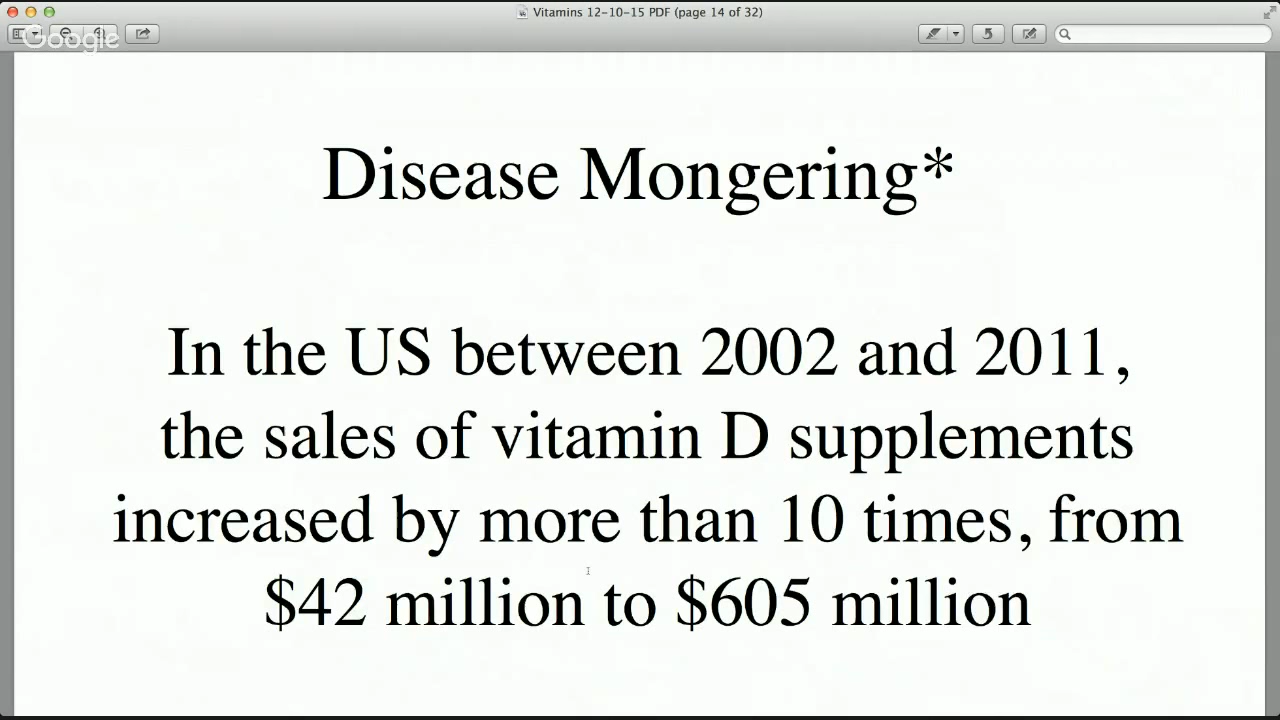 Vitamins 12-10-15 PDF (page 14 of 32)
Google
Disease Mongering*
In the US between 2002 and 2011,
the sales of vitamin D supplements
increased by more than 10 times, from
$42 million to $605 million